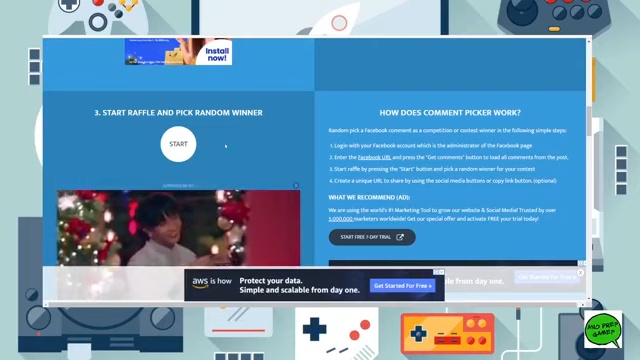 Install
now!
3. START RAFFLE AND PICK RANDOM WINNER
START
HOW DOES COMMENT PICKER WORK?
Random pick a Facebook comment as a competition or contest winner in the following simple steps:
1. Login with your Facebook account which is the administrator of the Facebook page
2. Enter the Facebook URL and press the "Get comments" button to load all comments from the post.
3. Start raffle by pressing the "Start" button and pick a random winner for your contest
4. Create a unique URL to share by using the social media buttons or copy link button. (optional)
WHAT WE RECOMMEND (AD):
We are using the world's #1 Marketing Tool to grow our website & Social Media! Trusted by over
5,000,000 marketers worldwide! Get our special offer and activate FREE your trial today!
START FREE 7-DAY TRIAL
aws is how
Protect your data.
Simple and scalable from day one.
Get Started For Free »
from day one.